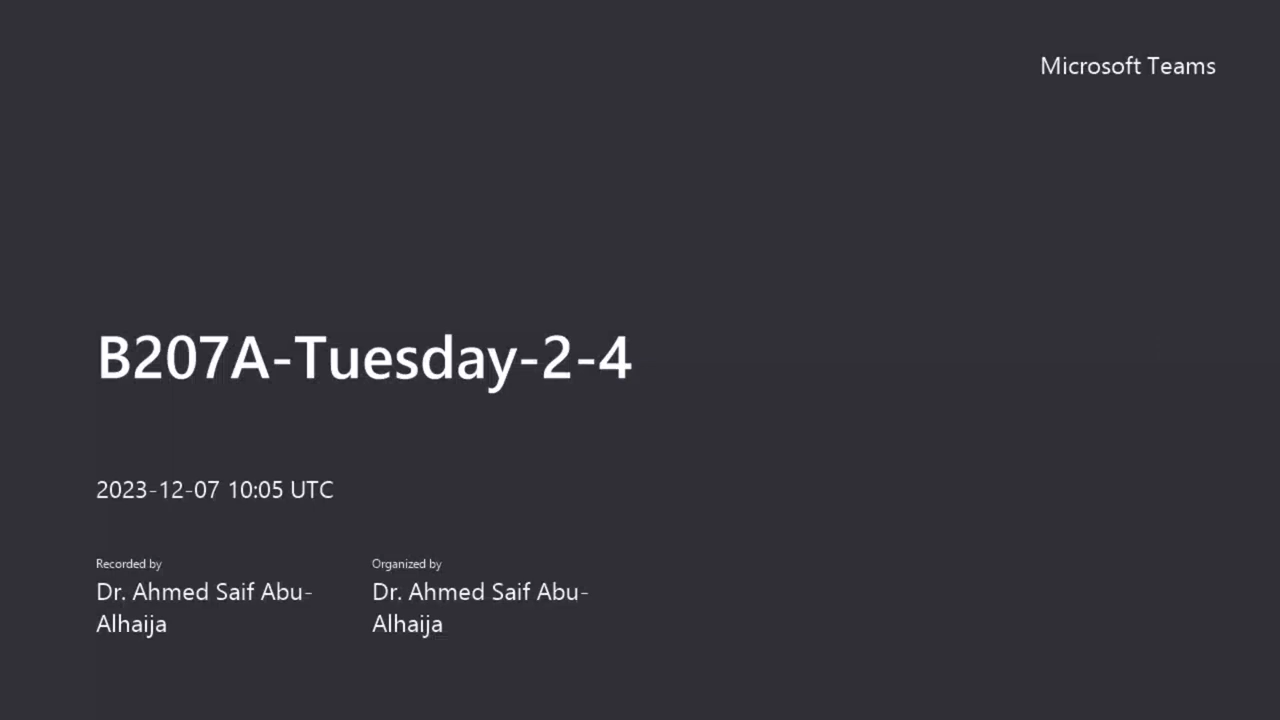 Microsoft Teams
B207A-Tuesday-2-4
2023-12-07 10:05 UTC
Recorded by
Dr. Ahmed Saif Abu-
Alhaija
Organized by
Dr. Ahmed Saif Abu-
Alhaija